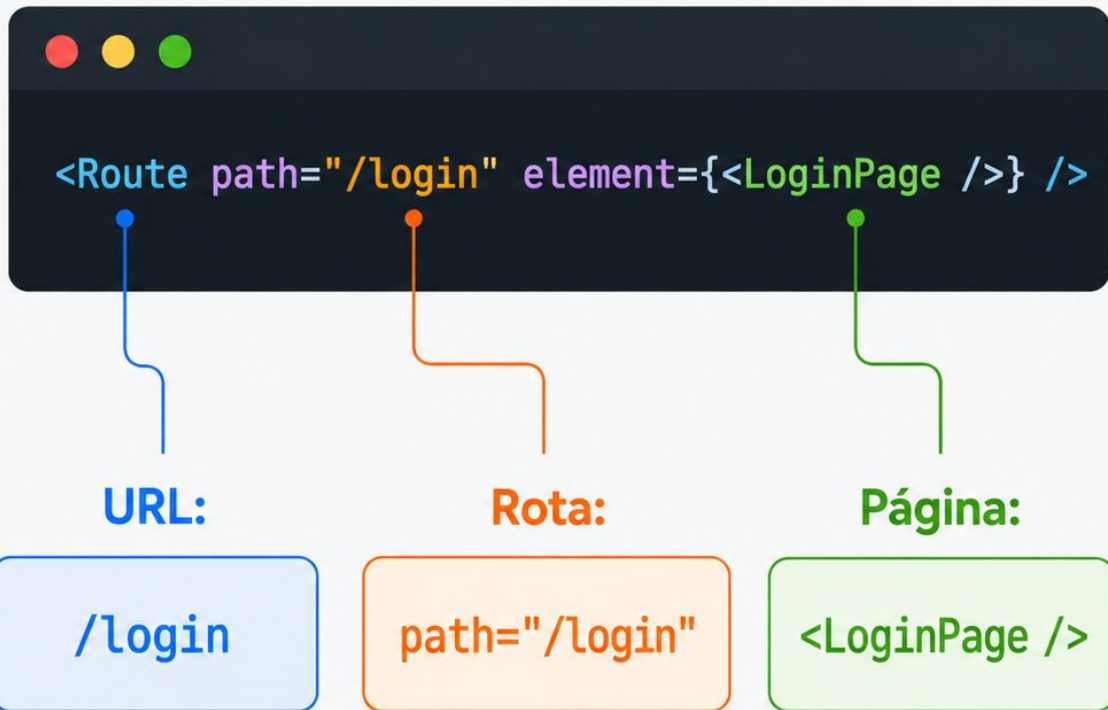 <Route path="/login" element={<LoginPage />} />
URL:
Rota:
Página:
/login
path="/login"
<LoginPage />